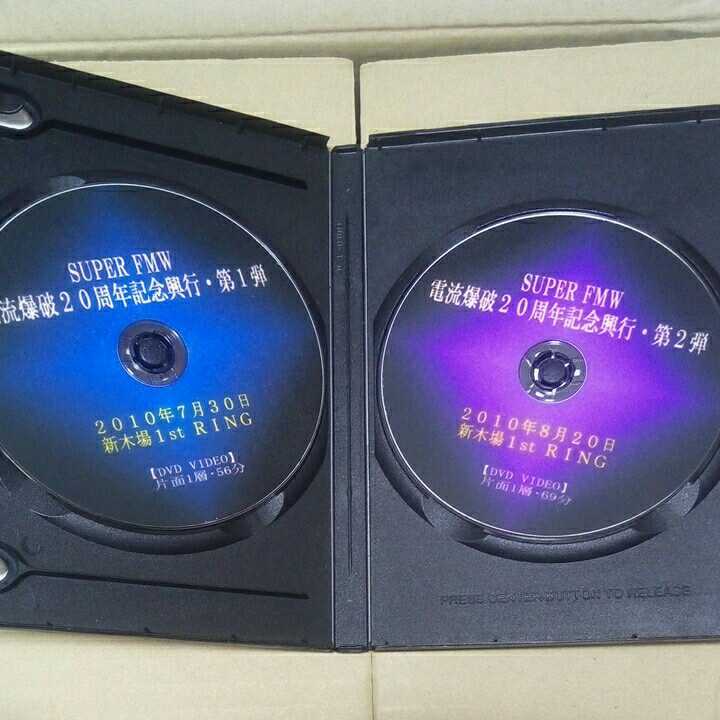 SUPER FMW
流爆破20周年記念興行・第1弾
2010年7月30日
新木場1st RING
【DVD VIDEO】
片面1層・56分
SUPER FMW
電流爆破20周年記念興行・第2弾
2010年8月20日
新木場1st RING
【DVD VIDEO】
片面1層・69分
PRESS CENTER BUTTON TO RELEASE